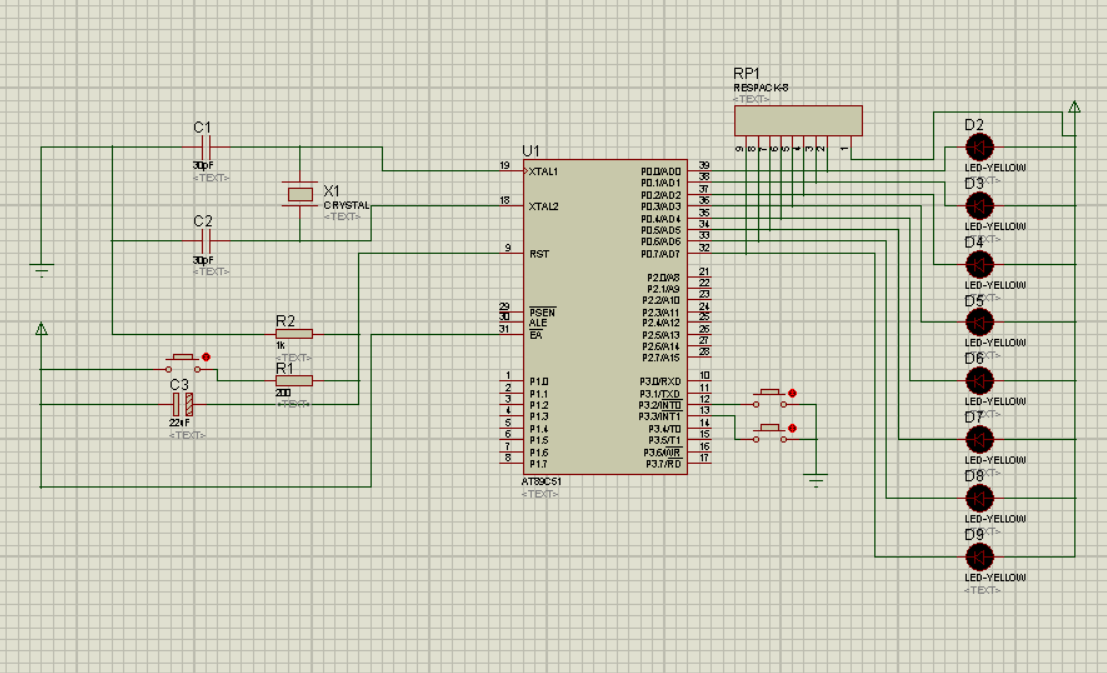 RP1
RESPACK-8
<TEXT>
9 8 7 6 5 4 3 2 1
C1
30pF
<TEXT>
X1
CRYSTAL
<TEXT>
C2
30pF
<TEXT>
R2
1k
<TEXT>
R1
200
<TEXT>
C3
22uF
<TEXT>
U1
19 XTAL1
18 XTAL2
9 RST
29 PSEN
30 ALE
31 EA
1 P1.0
2 P1.1
3 P1.2
4 P1.3
5 P1.4
6 P1.5
7 P1.6
8 P1.7
P0.0/AD0 39
P0.1/AD1 38
P0.2/AD2 37
P0.3/AD3 36
P0.4/AD4 35
P0.5/AD5 34
P0.6/AD6 33
P0.7/AD7 32
P2.0/A8 21
P2.1/A9 22
P2.2/A10 23
P2.3/A11 24
P2.4/A12 25
P2.5/A13 26
P2.6/A14 27
P2.7/A15 28
P3.0/RXD 10
P3.1/TXD 11
P3.2/INT0 12
P3.3/INT1 13
P3.4/T0 14
P3.5/T1 15
P3.6/WR 16
P3.7/RD 17
AT89C51
<TEXT>
D2
LED-YELLOW
<TEXT>
D3
LED-YELLOW
<TEXT>
D4
LED-YELLOW
<TEXT>
D5
LED-YELLOW
<TEXT>
D6
LED-YELLOW
<TEXT>
D7
LED-YELLOW
<TEXT>
D8
LED-YELLOW
<TEXT>
D9
LED-YELLOW
<TEXT>